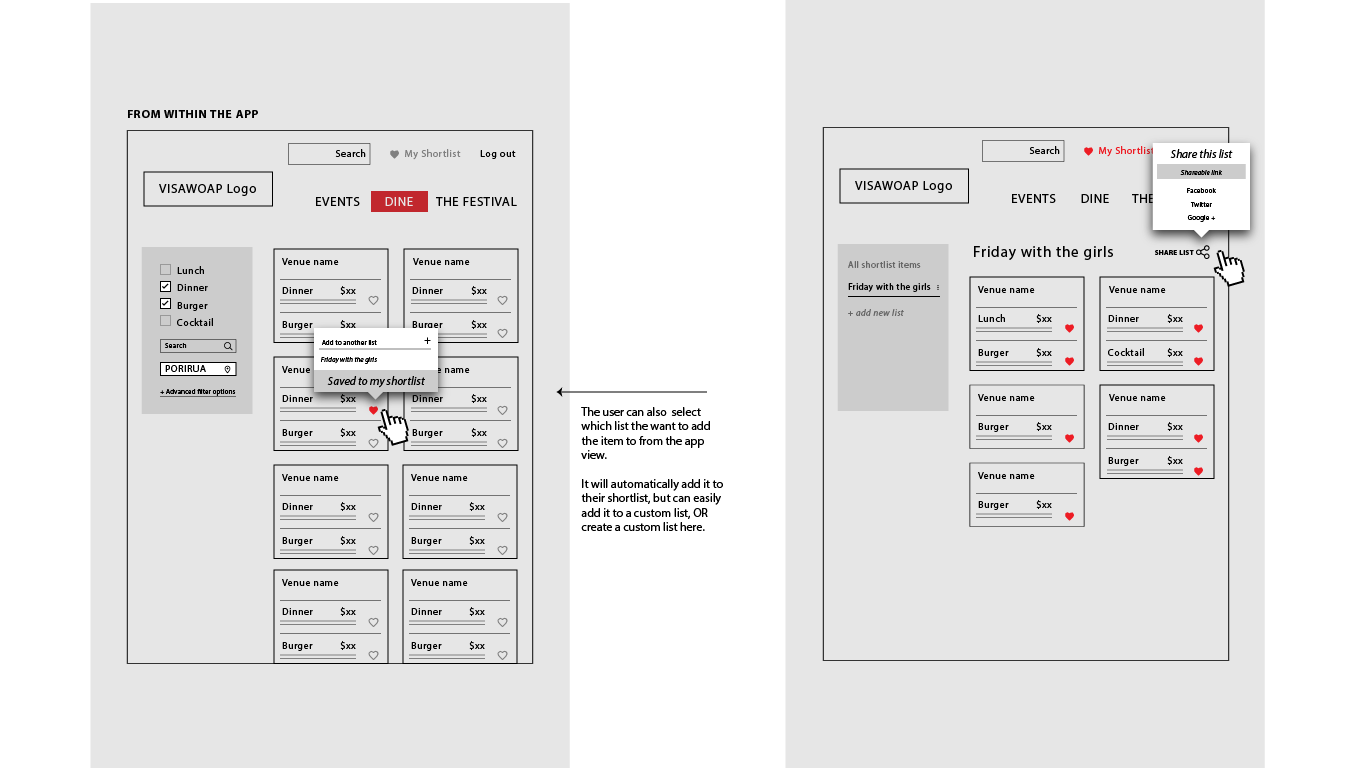 FROM WITHIN THE APP
Search
My Shortlist
Log out
VISAWOAP Logo
EVENTS
DINE
THE FESTIVAL
Lunch
Dinner
Burger
Cocktail
Search
PORIRUA
+ Advanced filter options
Venue name
Dinner $xx
Burger $xx
Venue name
Dinner $xx
Burger $xx
Add to another list +
Friday with the girls
Saved to my shortlist
Venue
Dinner $xx
Burger $xx
name
Dinner $xx
Burger $xx
Venue name
Dinner $xx
Burger $xx
Venue name
Dinner $xx
Burger $xx
Venue name
Dinner $xx
Burger $xx
Venue name
Dinner $xx
Burger $xx
The user can also select
which list the want to add
the item to from the app
view.
It will automatically add it to
their shortlist, but can easily
add it to a custom list, OR
create a custom list here.
Search
My Shortlist
VISAWOAP Logo
EVENTS
DINE
THE
Share this list
Shareable link
Facebook
Twitter
Google +
All shortlist items
Friday with the girls
+ add new list
Friday with the girls
SHARE LIST
Venue name
Lunch $xx
Burger $xx
Venue name
Dinner $xx
Cocktail $xx
Venue name
Burger $xx
Venue name
Dinner $xx
Burger $xx
Venue name
Burger $xx